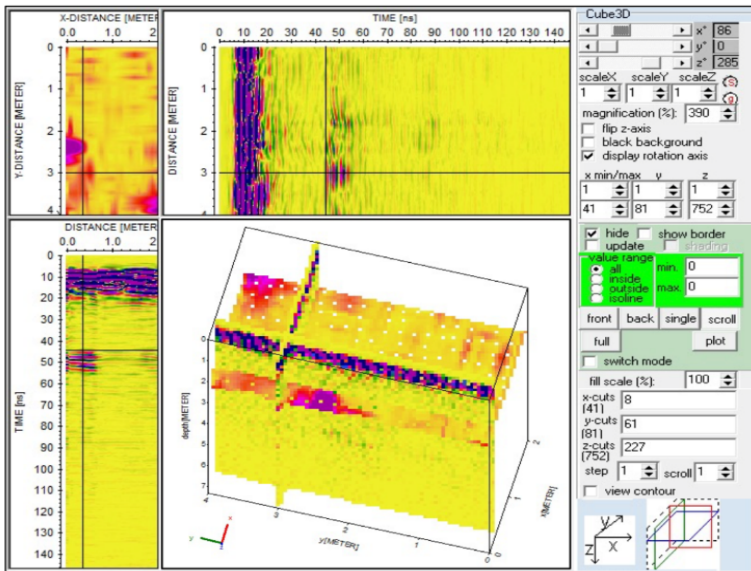 X-DISTANCE [METER]
0.0 1.0 2.0
Y-DISTANCE [METER]
0
1
2
3
4
TIME [ns]
0 10 20 30 40 50 60 70 80 90 100 110 120 130 140
DISTANCE [METER]
0
1
2
3
4
DISTANCE [METER]
0.0 1.0 2.0
TIME [ns]
0
10
20
30
40
50
60
70
80
90
100
110
120
130
140
depth[METER]
0
1
2
3
4
5
6
7
4 3 2 1 0
y[METER]
0 1 2
x[METER]
x
y
z
Cube3D
x° 86
y° 0
z° 285
scaleX scaleY scaleZ
1 1 1
S
g
magnification (%): 390
flip z-axis
black background
display rotation axis
x min/max y z
1 1 1
41 81 752
hide show border
update shading
value range
all
inside
outside
isoline
min. 0
max. 0
front back single scroll
full plot
switch mode
fill scale (%): 100
x-cuts (41) 8
y-cuts (81) 61
z-cuts (752) 227
step 1 scroll 1
view contour
Y
X
Z